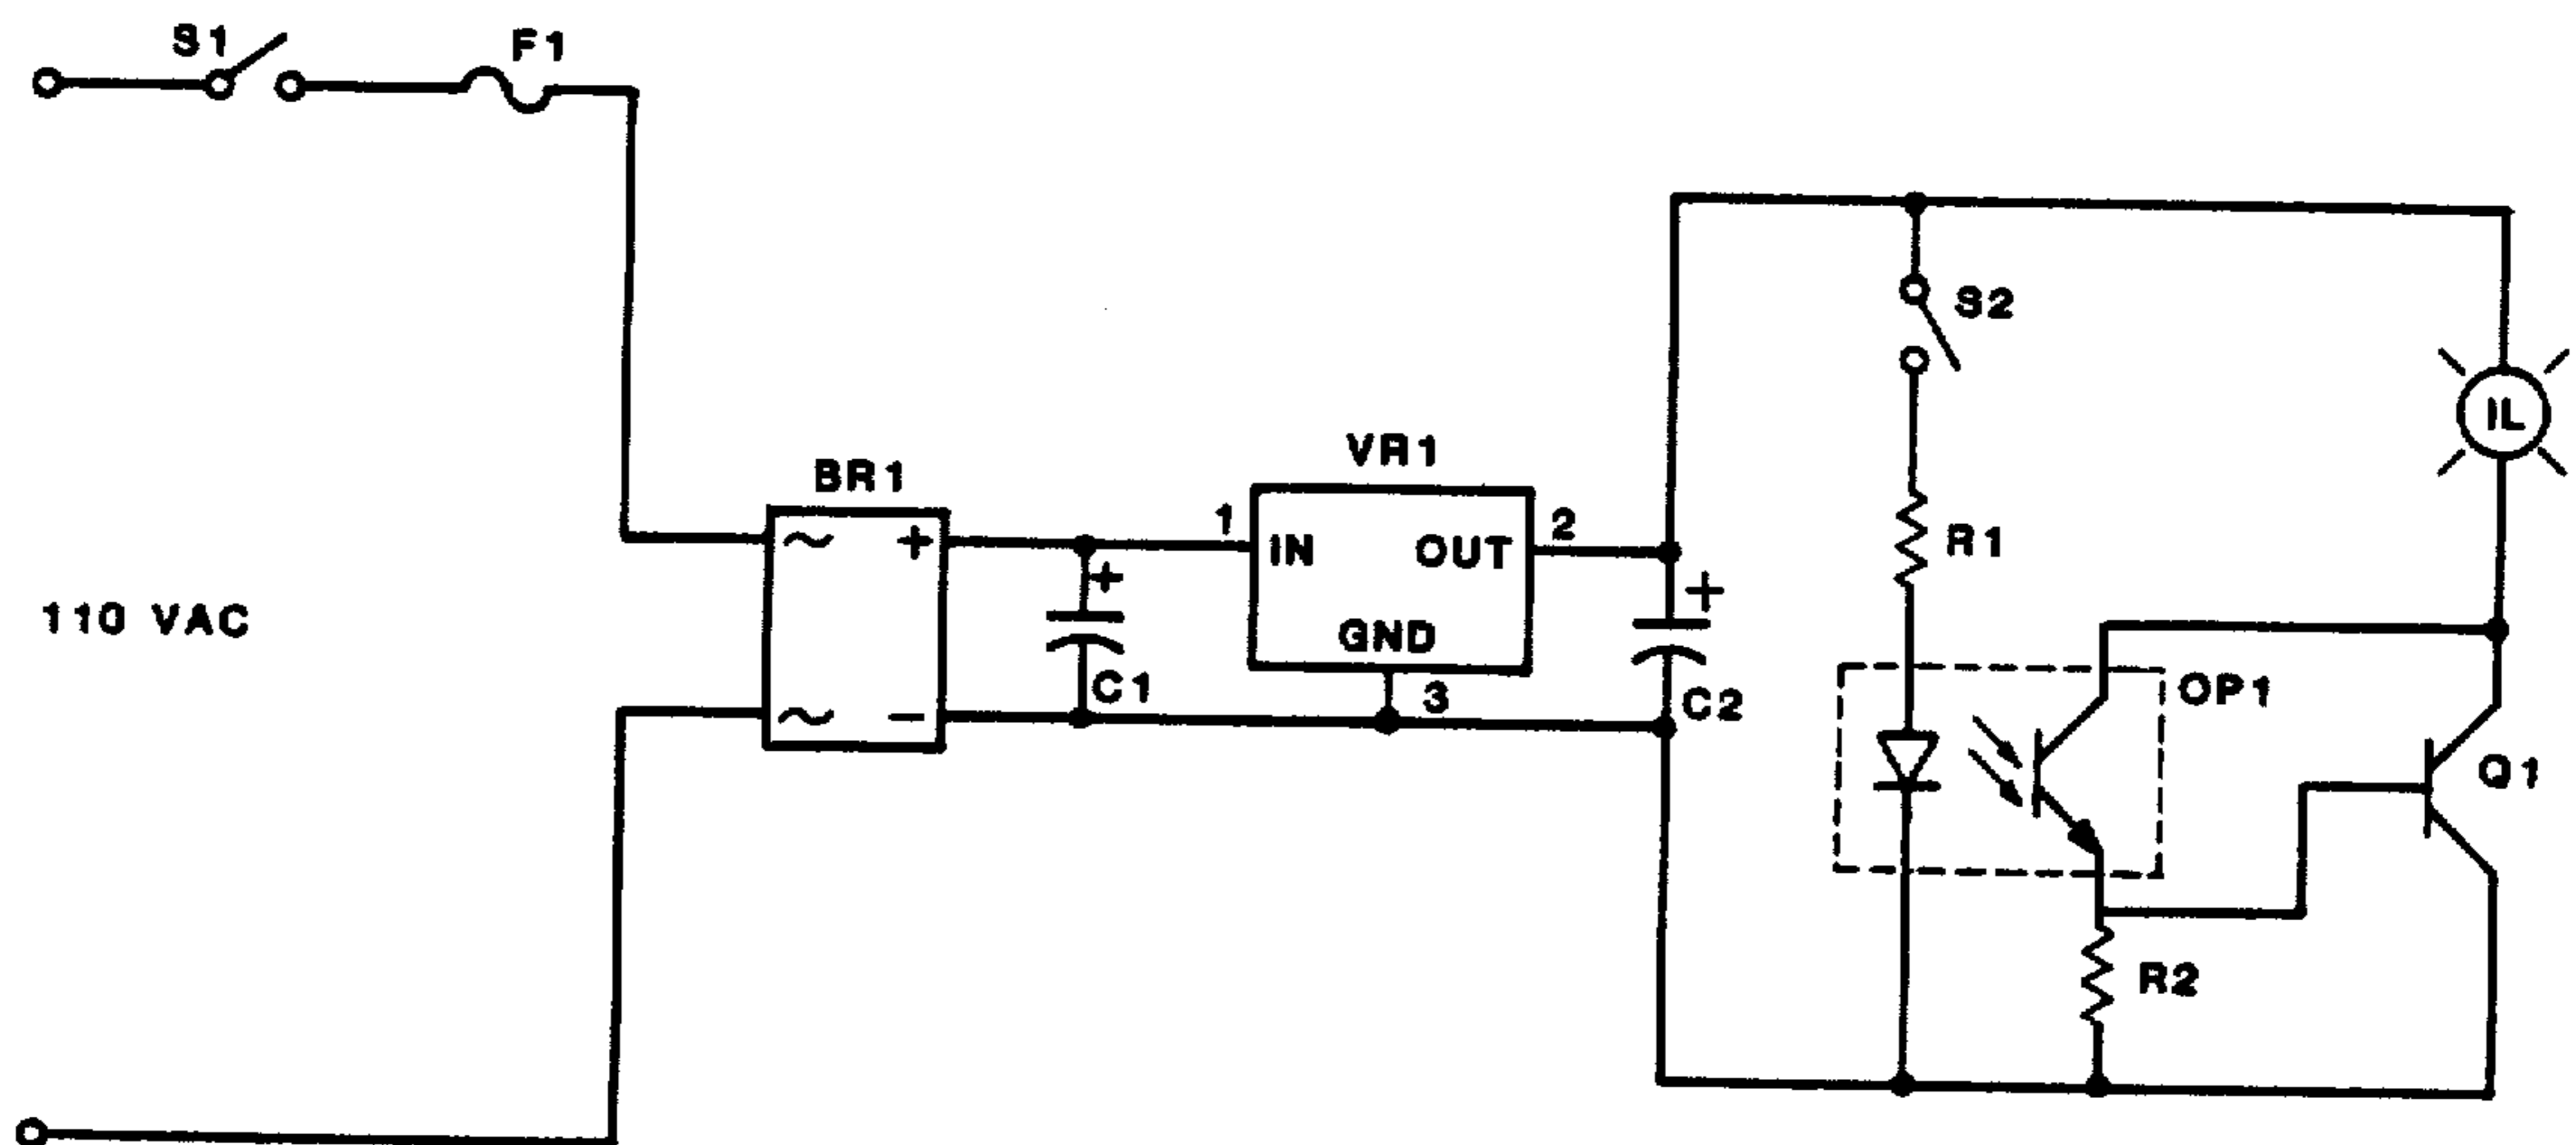 S1
F1
S2
IL
VR1
BR1
1
2
IN
OUT
R1
~
+
+
+
110 VAC
GND
C1
3
C2
OP1
~
−
Q1
R2